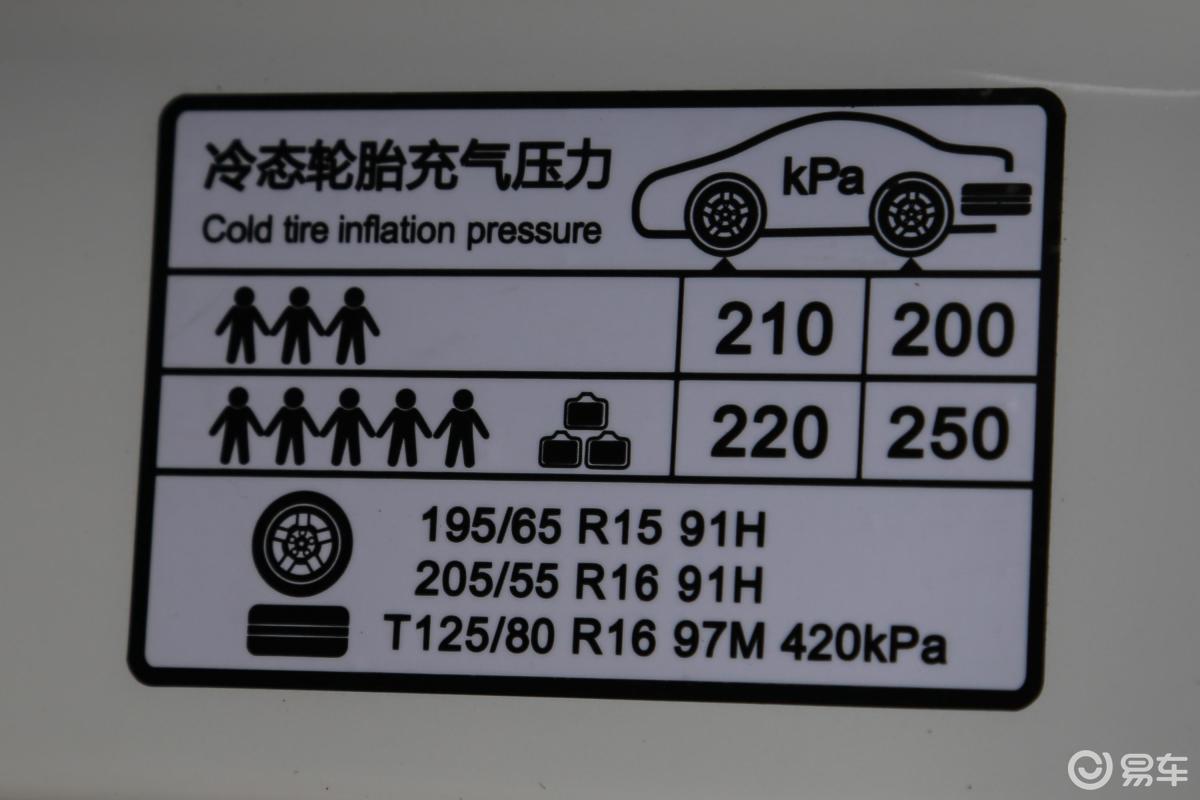 冷态轮胎充气压力
kPa
Cold tire inflation pressure
210 200
220 250
195/65 R15 91H
205/55 R16 91H
T125/80 R16 97M 420kPa
易车